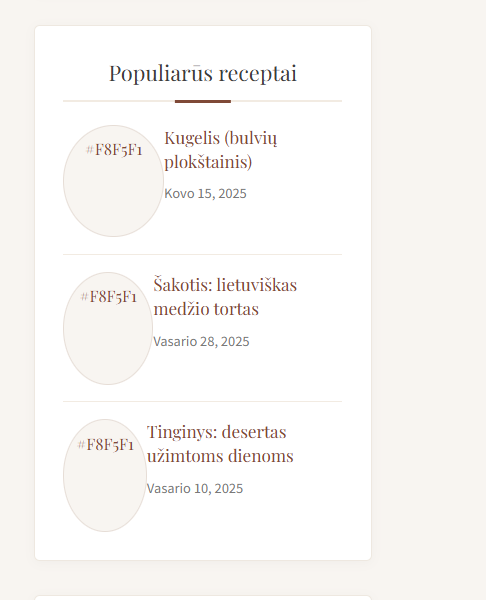 Populiarūs receptai
#F8F5F1
Kugelis (bulvių
plokštainis)
Kovo 15, 2025
#F8F5F1
Šakotis: lietuviškas
medžio tortas
Vasario 28, 2025
#F8F5F1
Tinginys: desertas
užimtoms dienoms
Vasario 10, 2025